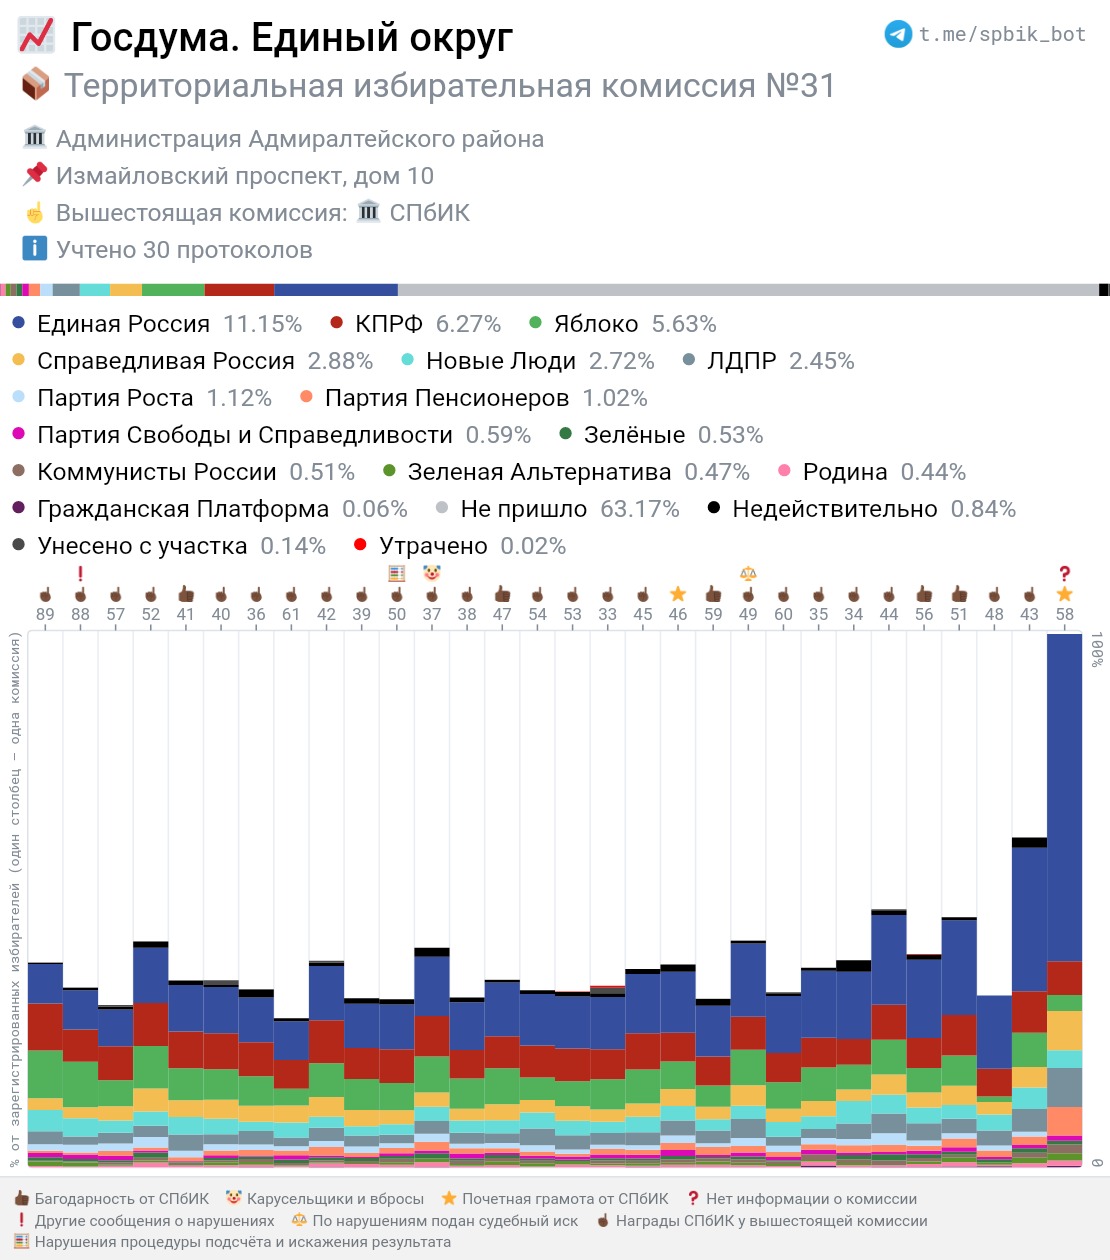 Госдума. Единый округ
t.me/spbik_bot
Территориальная избирательная комиссия №31
Администрация Адмиралтейского района
Измайловский проспект, дом 10
Вышестоящая комиссия: СПбИК
Учтено 30 протоколов
Единая Россия 11.15% КПРФ 6.27% Яблоко 5.63%
Справедливая Россия 2.88% Новые Люди 2.72% ЛДПР 2.45%
Партия Роста 1.12% Партия Пенсионеров 1.02%
Партия Свободы и Справедливости 0.59% Зелёные 0.53%
Коммунисты России 0.51% Зеленая Альтернатива 0.47% Родина 0.44%
Гражданская Платформа 0.06% Не пришло 63.17% Недействительно 0.84%
Унесено с участка 0.14% Утрачено 0.02%
89 88 57 52 41 40 36 61 42 39 50 37 38 47 54 53 33 45 46 59 49 60 35 34 44 56 51 48 43 58
% от зарегистрированных избирателей (один столбец – одна комиссия)
100%
0
Багодарность от СПбИК Карусельщики и вбросы Почетная грамота от СПбИК Нет информации о комиссии
Другие сообщения о нарушениях По нарушениям подан судебный иск Награды СПбИК у вышестоящей комиссии
Нарушения процедуры подсчёта и искажения результата